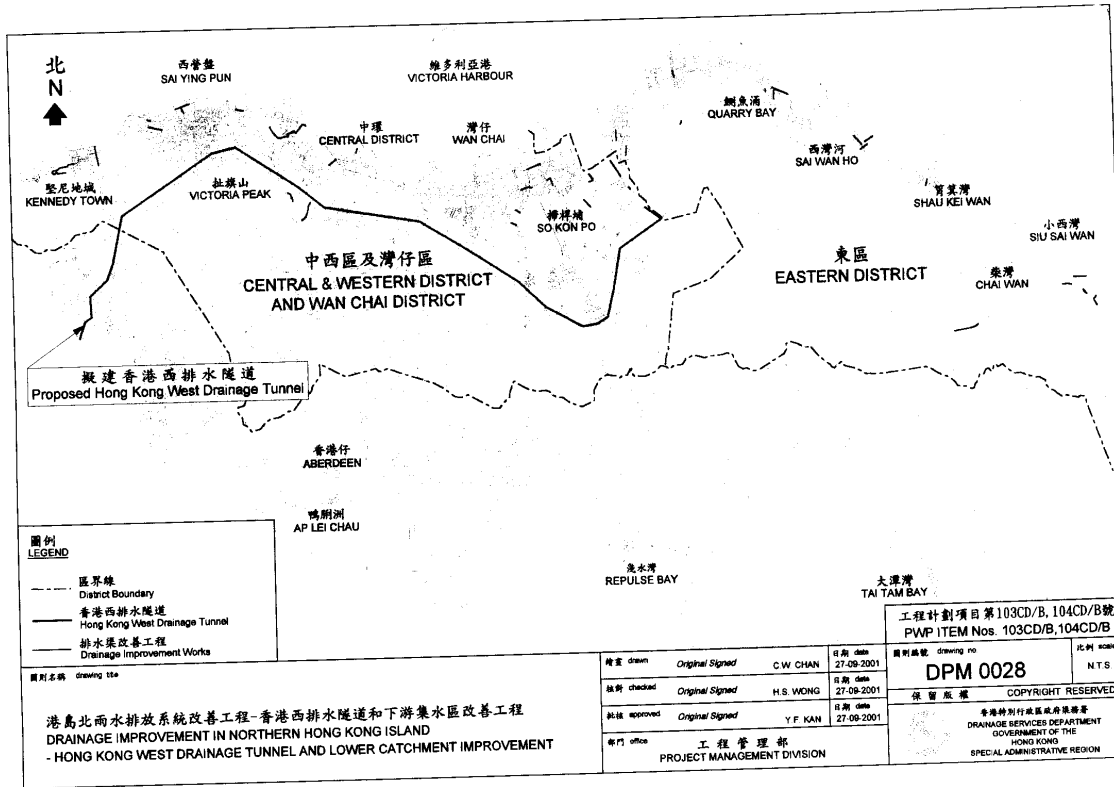 北
N
西營盤
SAI YING PUN
維多利亞港
VICTORIA HARBOUR
鰂魚涌
QUARRY BAY
中環
CENTRAL DISTRICT
灣仔
WAN CHAI
西灣河
SAI WAN HO
堅尼地城
KENNEDY TOWN
扯旗山
VICTORIA PEAK
掃桿埔
SO KON PO
筲箕灣
SHAU KEI WAN
小西灣
SIU SAI WAN
中西區及灣仔區
CENTRAL & WESTERN DISTRICT
AND WAN CHAI DISTRICT
東區
EASTERN DISTRICT
柴灣
CHAI WAN
擬建香港西排水隧道
Proposed Hong Kong West Drainage Tunnel
香港仔
ABERDEEN
鴨脷洲
AP LEI CHAU
淺水灣
REPULSE BAY
大潭灣
TAI TAM BAY
圖例
LEGEND
區界線
District Boundary
香港西排水隧道
Hong Kong West Drainage Tunnel
排水渠改善工程
Drainage Improvement Works
工程計劃項目第103CD/B, 104CD/B號
PWP ITEM Nos. 103CD/B,104CD/B
圖則名稱 drawing title
港島北雨水排放系統改善工程-香港西排水隧道和下游集水區改善工程
DRAINAGE IMPROVEMENT IN NORTHERN HONG KONG ISLAND
- HONG KONG WEST DRAINAGE TUNNEL AND LOWER CATCHMENT IMPROVEMENT
繪畫 drawn Original Signed C.W. CHAN 日期 date 27-09-2001
核對 checked Original Signed H.S. WONG 日期 date 27-09-2001
批核 approved Original Signed Y F KAN 日期 date 27-09-2001
部門 office 工程管理部
PROJECT MANAGEMENT DIVISION
圖則編號 drawing no
DPM 0028
比例 scale
N.T.S.
保留版權 COPYRIGHT RESERVED
香港特別行政區政府渠務署
DRAINAGE SERVICES DEPARTMENT
GOVERNMENT OF THE
HONG KONG
SPECIAL ADMINISTRATIVE REGION